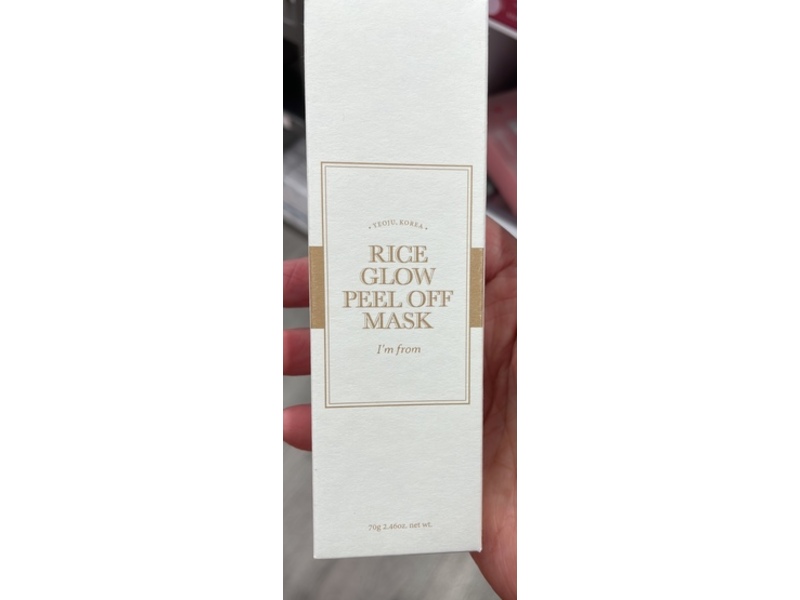 • YEOJU, KOREA •
RICE
GLOW
PEEL OFF
MASK
I'm from
70g 2.46oz. net wt.